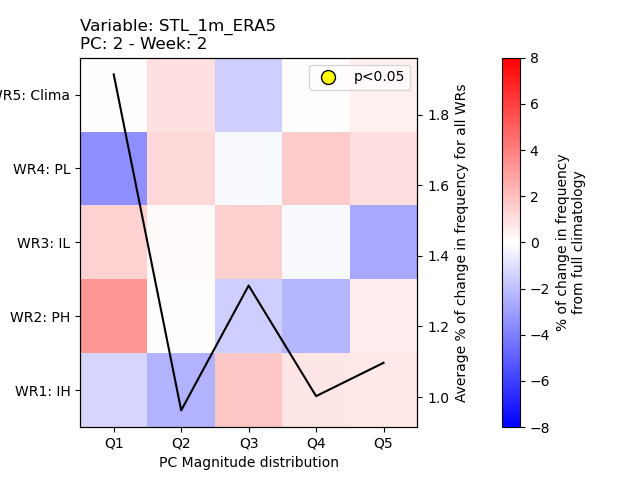 Variable: STL_1m_ERA5
PC: 2 - Week: 2
p<0.05
WR5: Clima
WR4: PL
WR3: IL
WR2: PH
WR1: IH
Q1 Q2 Q3 Q4 Q5
PC Magnitude distribution
1.8
1.6
1.4
1.2
1.0
Average % of change in frequency for all WRs
8
6
4
2
0
−2
−4
−6
−8
% of change in frequency
from full climatology